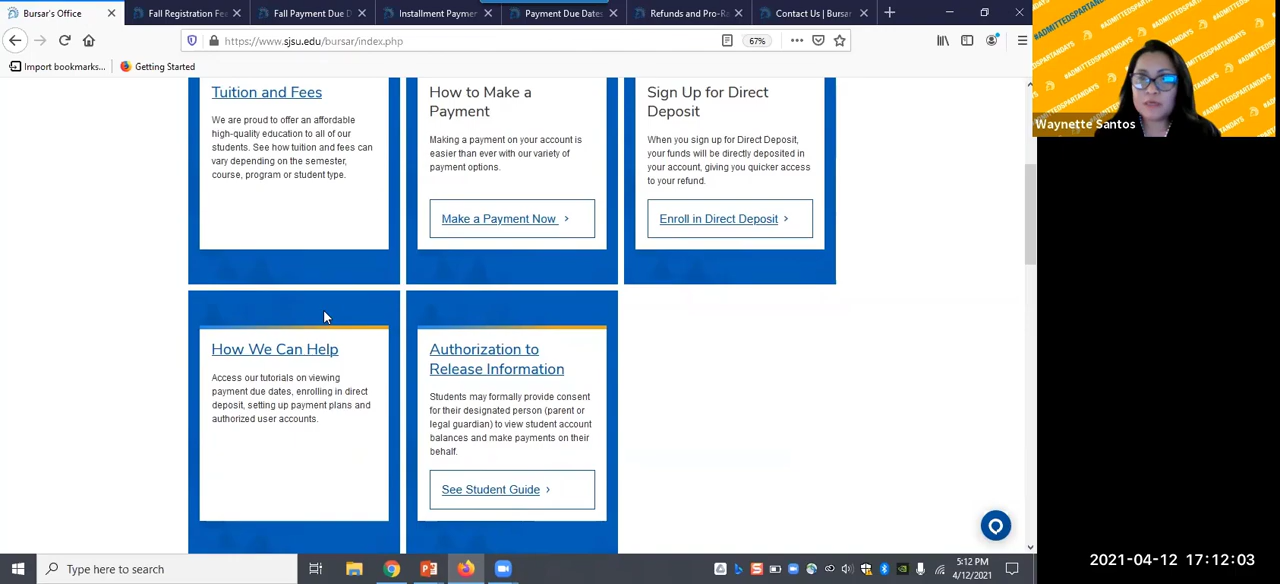 Bursar's Office
Fall Registration Fe
Fall Payment Due D
Installment Paymen
Payment Due Dates
Refunds and Pro-R
Contact Us | Bursar
https://www.sjsu.edu/bursar/index.php
67%
Import bookmarks...
Getting Started
#ADMITTEDSPARTANDAYS
Waynette Santos
Tuition and Fees
We are proud to offer an affordable
high-quality education to all of our
students. See how tuition and fees can
vary depending on the semester,
course, program or student type.
How to Make a
Payment
Making a payment on your account is
easier than ever with our variety of
payment options.
Make a Payment Now >
Sign Up for Direct
Deposit
When you sign up for Direct Deposit,
your funds will be directly deposited in
your account, giving you quicker access
to your refund.
Enroll in Direct Deposit >
How We Can Help
Access our tutorials on viewing
payment due dates, enrolling in direct
deposit, setting up payment plans and
authorized user accounts.
Authorization to
Release Information
Students may formally provide consent
for their designated person (parent or
legal guardian) to view student account
balances and make payments on their
behalf.
See Student Guide >
Type here to search
5:12 PM
4/12/2021
2021-04-12 17:12:03